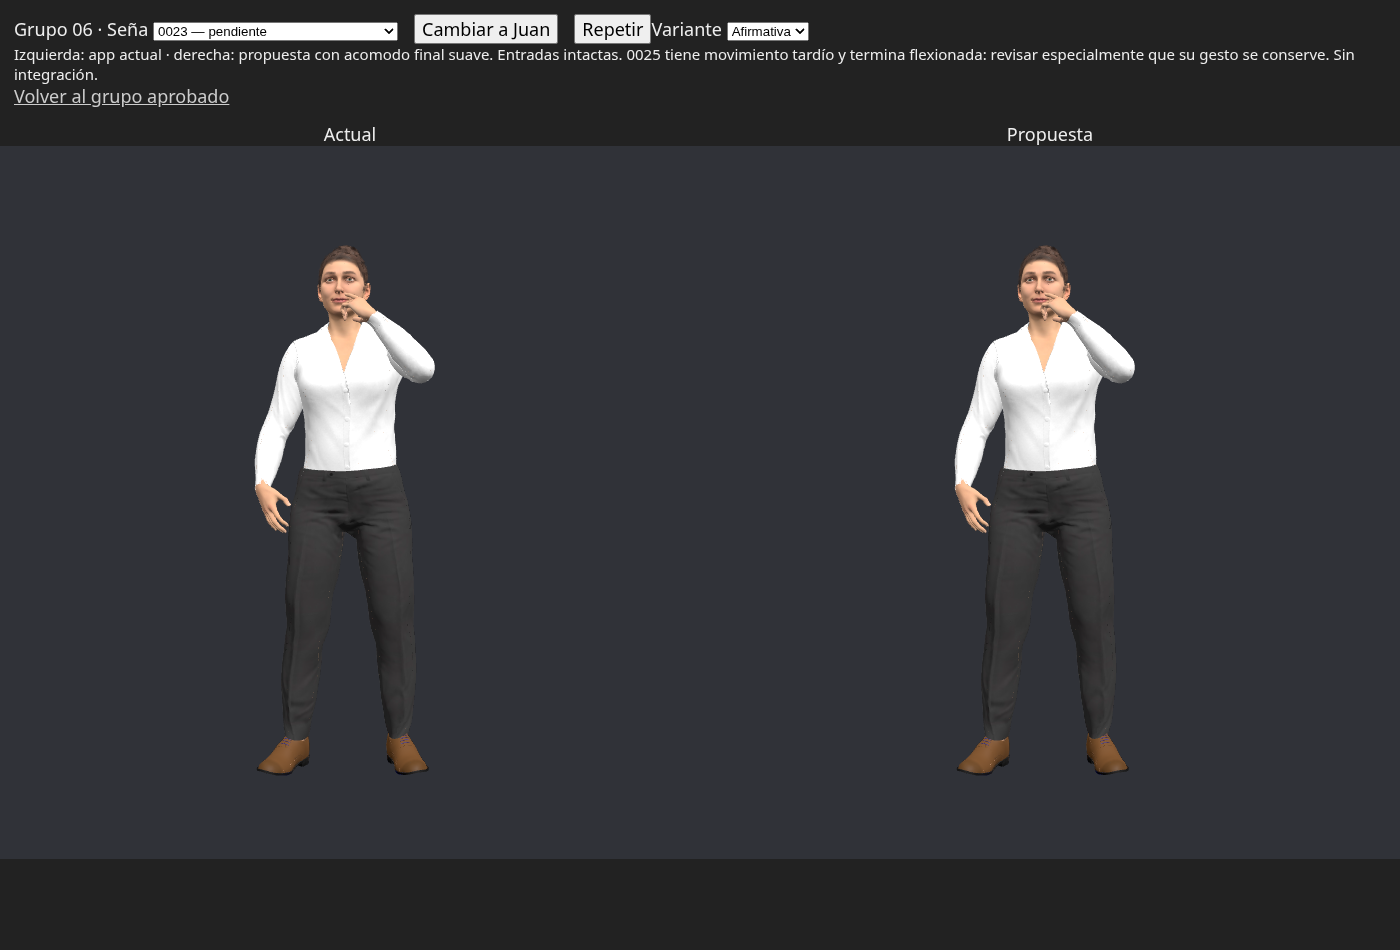 Grupo 06 · Seña 0023 — pendiente Cambiar a Juan Repetir Variante Afirmativa
Izquierda: app actual · derecha: propuesta con acomodo final suave. Entradas intactas. 0025 tiene movimiento tardío y termina flexionada: revisar especialmente que su gesto se conserve. Sin
integración.
Volver al grupo aprobado
Actual Propuesta